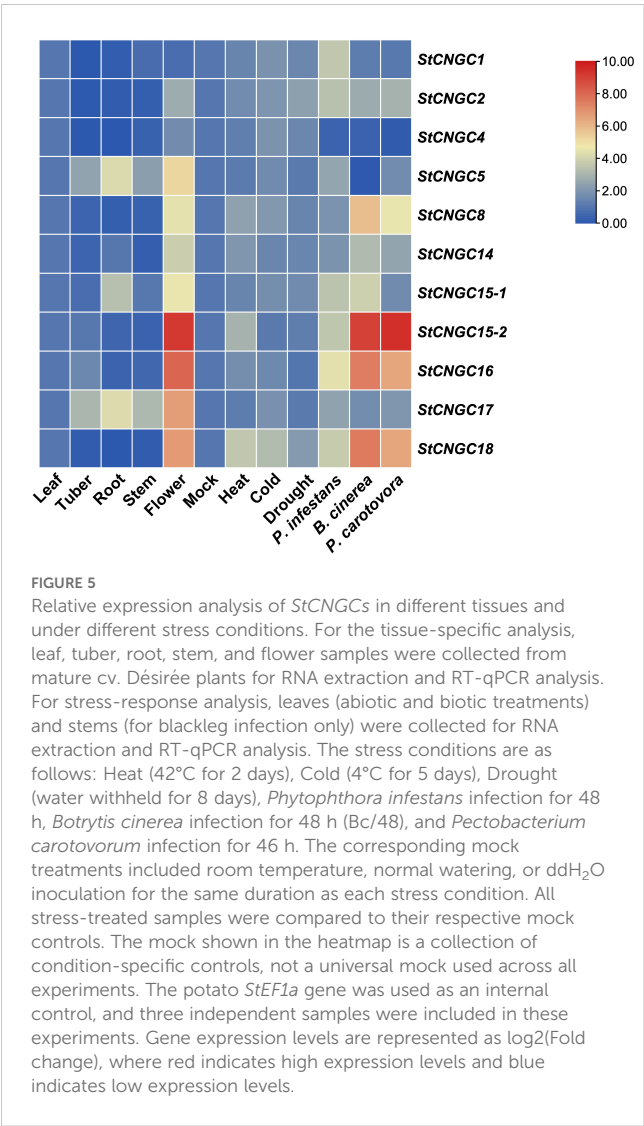 StCNGC1
10.00
StCNGC2
8.00
StCNGC4
6.00
4.00
StCNGC5
2.00
StCNGC8
0.00
StCNGC14
StCNGC15-1
StCNGC15-2
StCNGC16
StCNGC17
StCNGC18
Leaf
Tuber
Root
Stem
Flower
Mock
Heat
Cold
Drought
P. infestans
B. cinerea
P. carotovora
FIGURE 5
Relative expression analysis of StCNGCs in different tissues and
under different stress conditions. For the tissue-specific analysis,
leaf, tuber, root, stem, and flower samples were collected from
mature cv. Désirée plants for RNA extraction and RT-qPCR analysis.
For stress-response analysis, leaves (abiotic and biotic treatments)
and stems (for blackleg infection only) were collected for RNA
extraction and RT-qPCR analysis. The stress conditions are as
follows: Heat (42°C for 2 days), Cold (4°C for 5 days), Drought
(water withheld for 8 days), Phytophthora infestans infection for 48
h, Botrytis cinerea infection for 48 h (Bc/48), and Pectobacterium
carotovorum infection for 46 h. The corresponding mock
treatments included room temperature, normal watering, or ddH₂O
inoculation for the same duration as each stress condition. All
stress-treated samples were compared to their respective mock
controls. The mock shown in the heatmap is a collection of
condition-specific controls, not a universal mock used across all
experiments. The potato StEF1a gene was used as an internal
control, and three independent samples were included in these
experiments. Gene expression levels are represented as log2(Fold
change), where red indicates high expression levels and blue
indicates low expression levels.